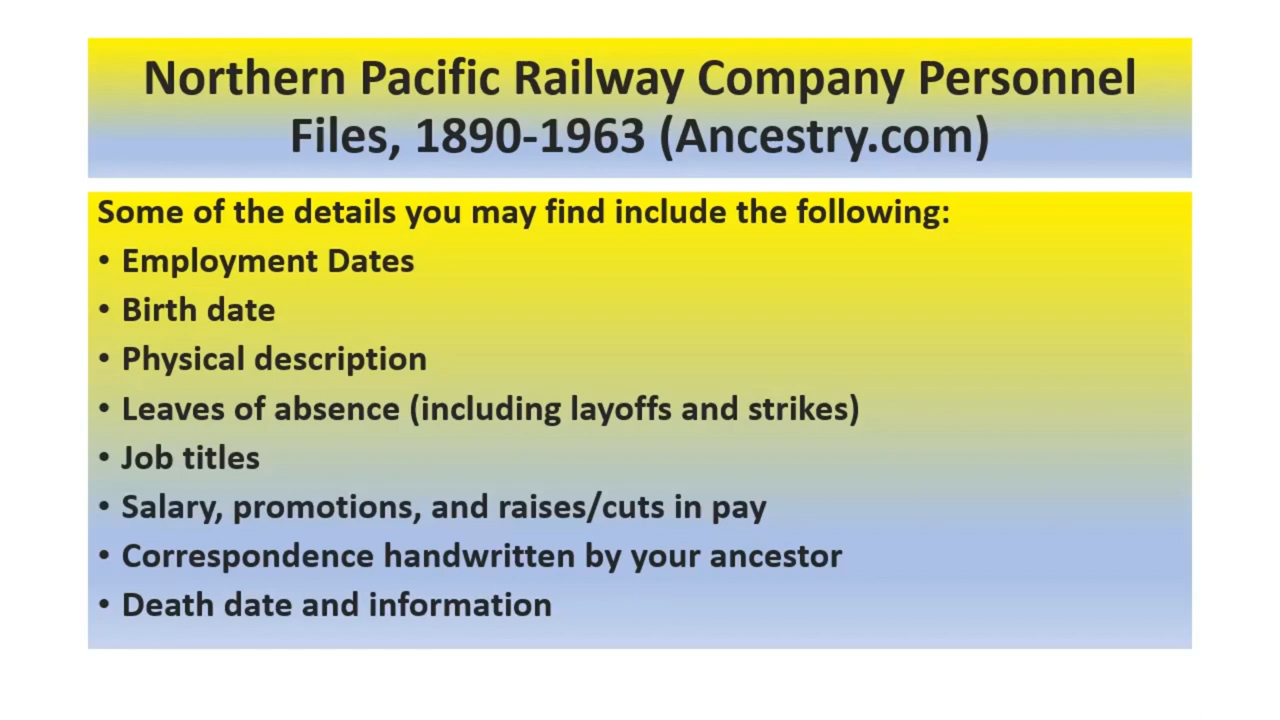 Northern Pacific Railway Company Personnel
Files, 1890-1963 (Ancestry.com)
Some of the details you may find include the following:
• Employment Dates
• Birth date
• Physical description
• Leaves of absence (including layoffs and strikes)
• Job titles
• Salary, promotions, and raises/cuts in pay
• Correspondence handwritten by your ancestor
• Death date and information